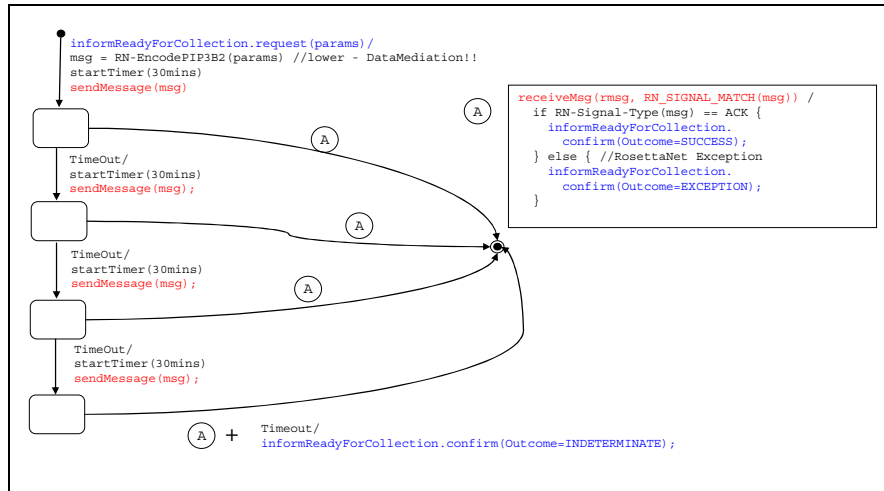 informReadyForCollection.request(params)/
msg = RN-EncodePIP3B2(params) //lower - DataMediation!!
startTimer(30mins)
sendMessage(msg)
A
receiveMsg(rmsg, RN_SIGNAL_MATCH(msg)) /
if RN-Signal-Type(msg) == ACK {
informReadyForCollection.
confirm(Outcome=SUCCESS);
} else { //RosettaNet Exception
informReadyForCollection.
confirm(Outcome=EXCEPTION);
}
A
TimeOut/
startTimer(30mins)
sendMessage(msg);
A
TimeOut/
startTimer(30mins)
sendMessage(msg);
A
TimeOut/
startTimer(30mins)
sendMessage(msg);
A + Timeout/
informReadyForCollection.confirm(Outcome=INDETERMINATE);